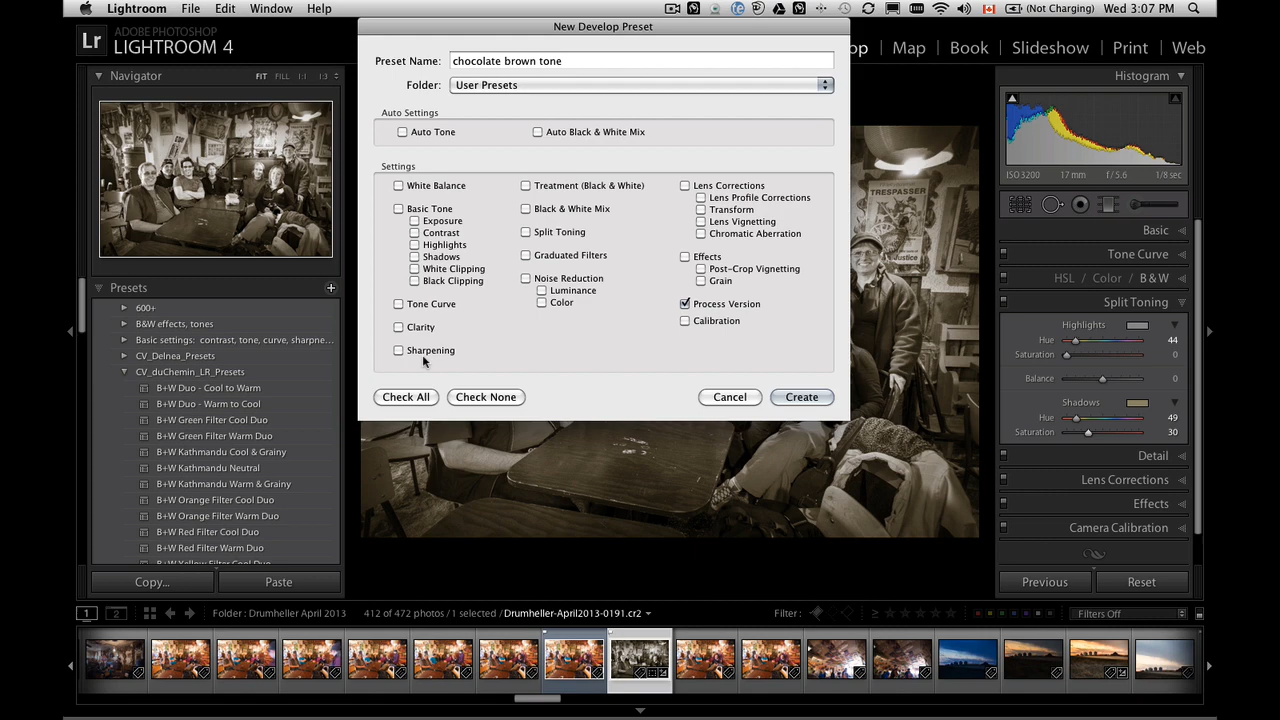 Lightroom File Edit Window Help (Not Charging) Wed 3:07 PM
New Develop Preset
Lr ADOBE PHOTOSHOP
LIGHTROOM 4
Map Book Slideshow Print Web
Preset Name: chocolate brown tone
Folder: User Presets
Navigator FIT FILL 1:1 1:3
Histogram
ISO3200 17 mm f / 5.6 1/8 sec
Auto Settings
Auto Tone Auto Black & White Mix
Settings
White Balance
Basic Tone
Exposure
Contrast
Highlights
Shadows
White Clipping
Black Clipping
Tone Curve
Clarity
Sharpening
Treatment (Black & White)
Black & White Mix
Split Toning
Graduated Filters
Noise Reduction
Luminance
Color
Lens Corrections
Lens Profile Corrections
Transform
Lens Vignetting
Chromatic Aberration
Effects
Post-Crop Vignetting
Grain
Process Version
Calibration
Check All Check None Cancel Create
TRESPASSER
Justice
Presets +
600+
B&W effects, tones
Basic settings: contrast, tone, curve, sharpne...
CV_Delnea_Presets
CV_duChemin_LR_Presets
B+W Duo - Cool to Warm
B+W Duo - Warm to Cool
B+W Green Filter Cool Duo
B+W Green Filter Warm Duo
B+W Kathmandu Cool & Grainy
B+W Kathmandu Neutral
B+W Kathmandu Warm & Grainy
B+W Orange Filter Cool Duo
B+W Orange Filter Warm Duo
B+W Red Filter Cool Duo
B+W Red Filter Warm Duo
B+W Yellow Filter Cool Duo
Copy... Paste
Basic
Tone Curve
HSL / Color / B&W
Split Toning
Highlights
Hue 44
Saturation 0
Balance 0
Shadows
Hue 49
Saturation 30
Detail
Lens Corrections
Effects
Camera Calibration
Previous Reset
1 2 Folder : Drumheller April 2013 412 of 472 photos / 1 selected / Drumheller-April2013-0191.cr2 Filter : Filters Off